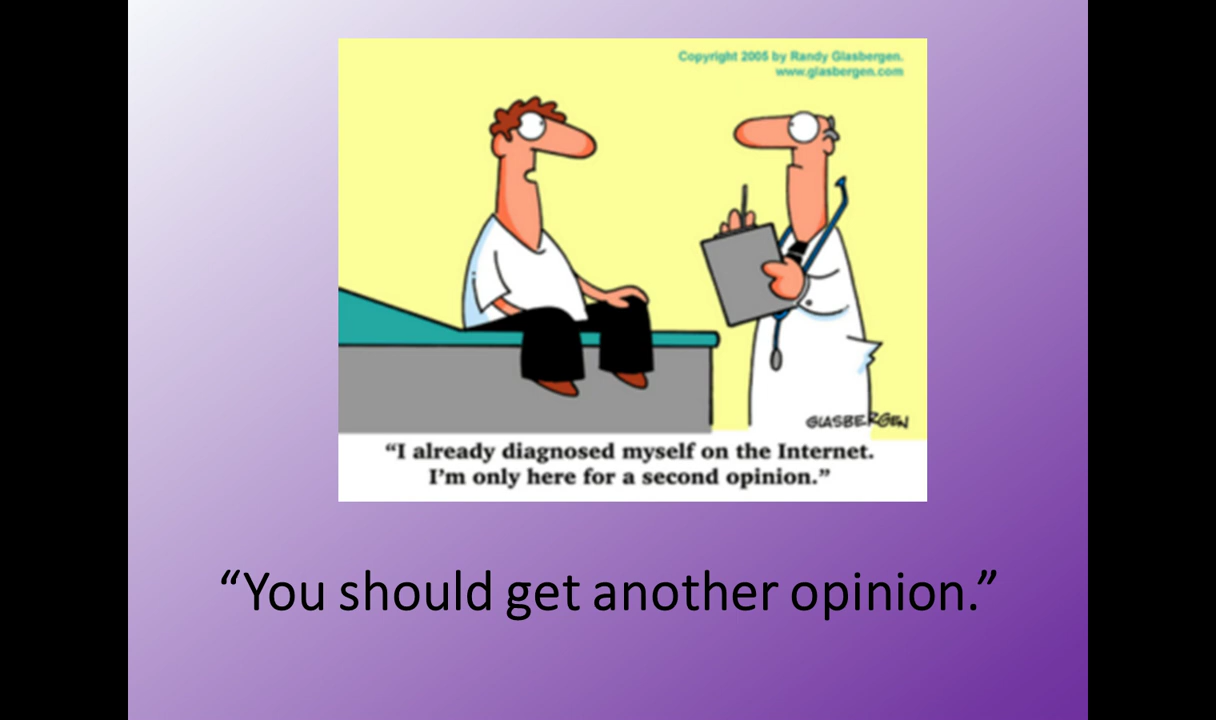 Copyright 2005 by Randy Glasbergen.
www.glasbergen.com
GLASBERGEN
“I already diagnosed myself on the Internet.
I’m only here for a second opinion.”
“You should get another opinion.”